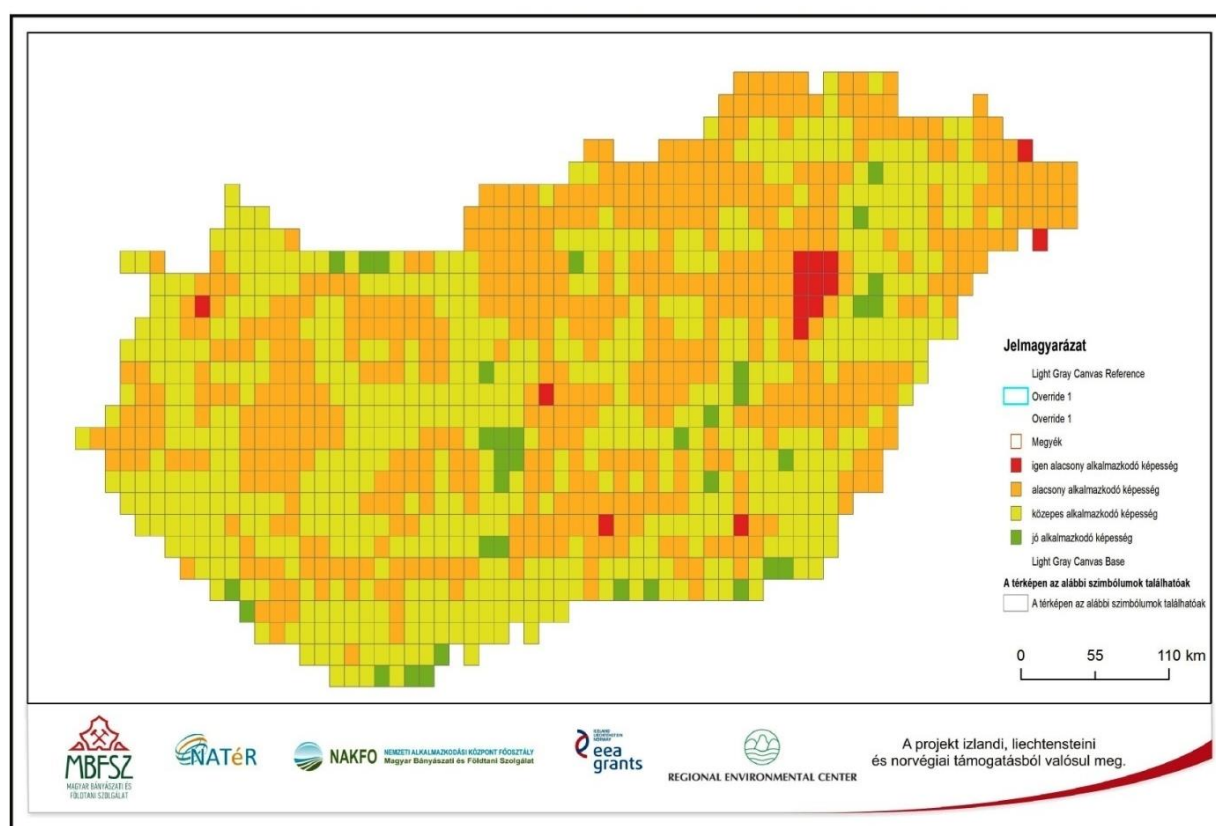 Jelmagyarázat
Light Gray Canvas Reference
Override 1
Override 1
Megyék
igen alacsony alkalmazkodó képesség
alacsony alkalmazkodó képesség
közepes alkalmazkodó képesség
jó alkalmazkodó képesség
Light Gray Canvas Base
A térképen az alábbi szimbólumok találhatóak
A térképen az alábbi szimbólumok találhatóak
0 55 110 km
MBFSZ
MAGYAR BÁNYÁSZATI ÉS
FÖLDTANI SZOLGÁLAT
NATéR
NAKFO
NEMZETI ALKALMAZKODÁSI KÖZPONT FŐOSZTÁLY
Magyar Bányászati és Földtani Szolgálat
IZLAND
LIECHTENSTEIN
NORVÉG
eea
grants
REGIONAL ENVIRONMENTAL CENTER
A projekt izlandi, liechtensteini
és norvégiai támogatásból valósul meg.